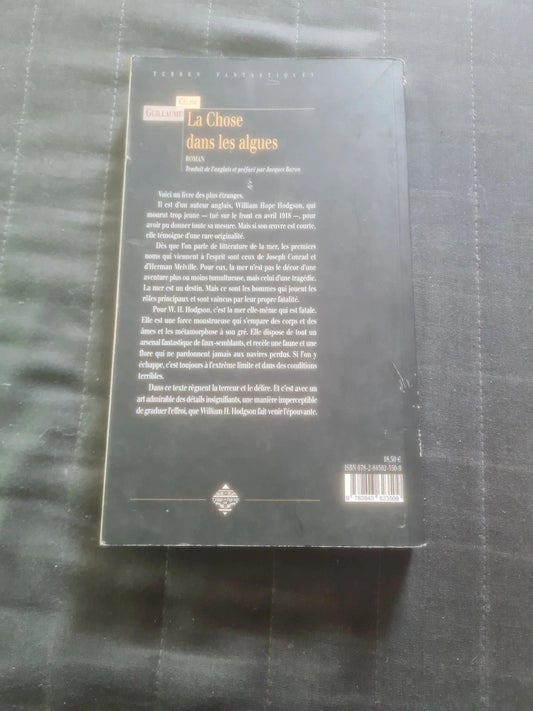 TERRES FANTASTIQUES
CÉLINE
GUILLAUME
La Chose
dans les algues
ROMAN
Traduit de l'anglais et préfacé par Jacques Baron
Voici un livre des plus étranges.
Il est d'un auteur anglais, William Hope Hodgson, qui
mourut trop jeune — tué sur le front en avril 1918 —, pour
avoir pu donner toute sa mesure. Mais si son œuvre est courte,
elle témoigne d'une rare originalité.
Dès que l'on parle de littérature de la mer, les premiers
noms qui viennent à l'esprit sont ceux de Joseph Conrad et
d'Herman Melville. Pour eux, la mer n'est pas le décor d'une
aventure plus ou moins tumultueuse, mais celui d'une tragédie.
La mer est un destin. Mais ce sont les hommes qui jouent les
rôles principaux et sont vaincus par leur propre fatalité.
Pour W. H. Hodgson, c'est la mer elle-même qui est fatale.
Elle est une force monstrueuse qui s'empare des corps et des
âmes et les métamorphose à son gré. Elle dispose de tout un
arsenal fantastique de faux-semblants, et recèle une faune et une
flore qui ne pardonnent jamais aux navires perdus. Si l'on y
échappe, c'est toujours à l'extrême limite et dans des conditions
terribles.
Dans ce texte règnent la terreur et le délire. Et c'est avec un
art admirable des détails insignifiants, une manière imperceptible
de graduer l'effroi, que William H. Hodgson fait venir l'épouvante.
18,50 €